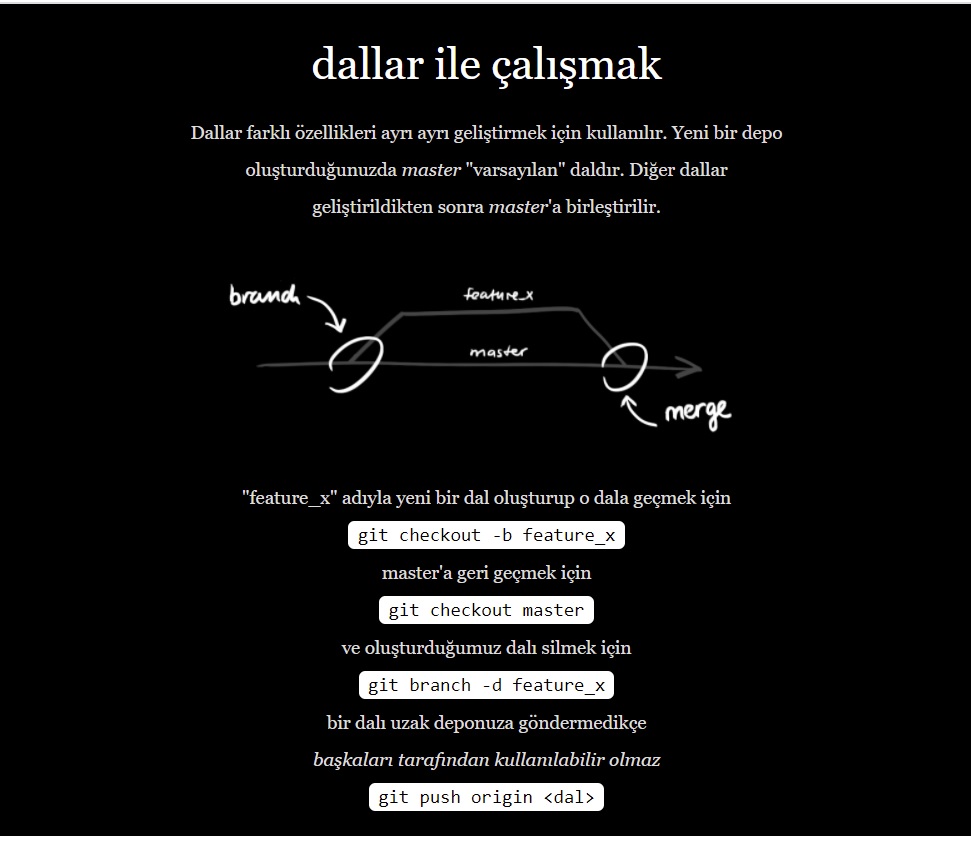 dallar ile çalışmak
Dallar farklı özellikleri ayrı ayrı geliştirmek için kullanılır. Yeni bir depo
oluşturduğunuzda master "varsayılan" daldır. Diğer dallar
geliştirildikten sonra master'a birleştirilir.
branch
feature_x
master
merge
"feature_x" adıyla yeni bir dal oluşturup o dala geçmek için
git checkout -b feature_x
master'a geri geçmek için
git checkout master
ve oluşturduğumuz dalı silmek için
git branch -d feature_x
bir dalı uzak deponuza göndermedikçe
başkaları tarafından kullanılabilir olmaz
git push origin <dal>